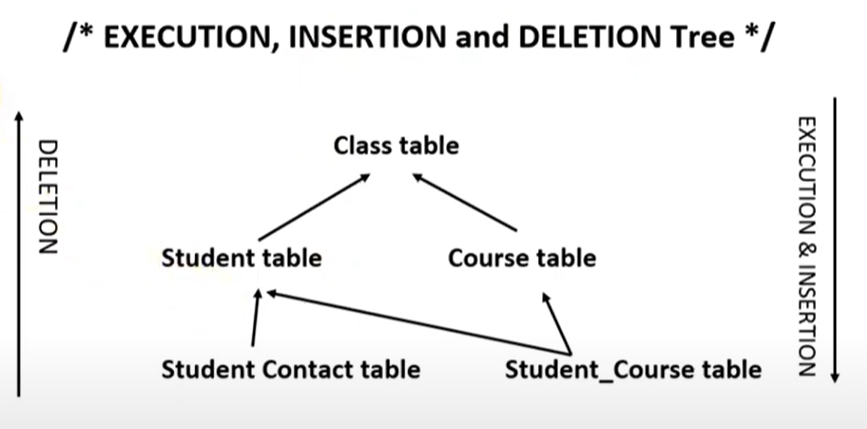 /* EXECUTION, INSERTION and DELETION Tree */
DELETION
EXECUTION & INSERTION
Class table
Student table
Course table
Student Contact table
Student_Course table